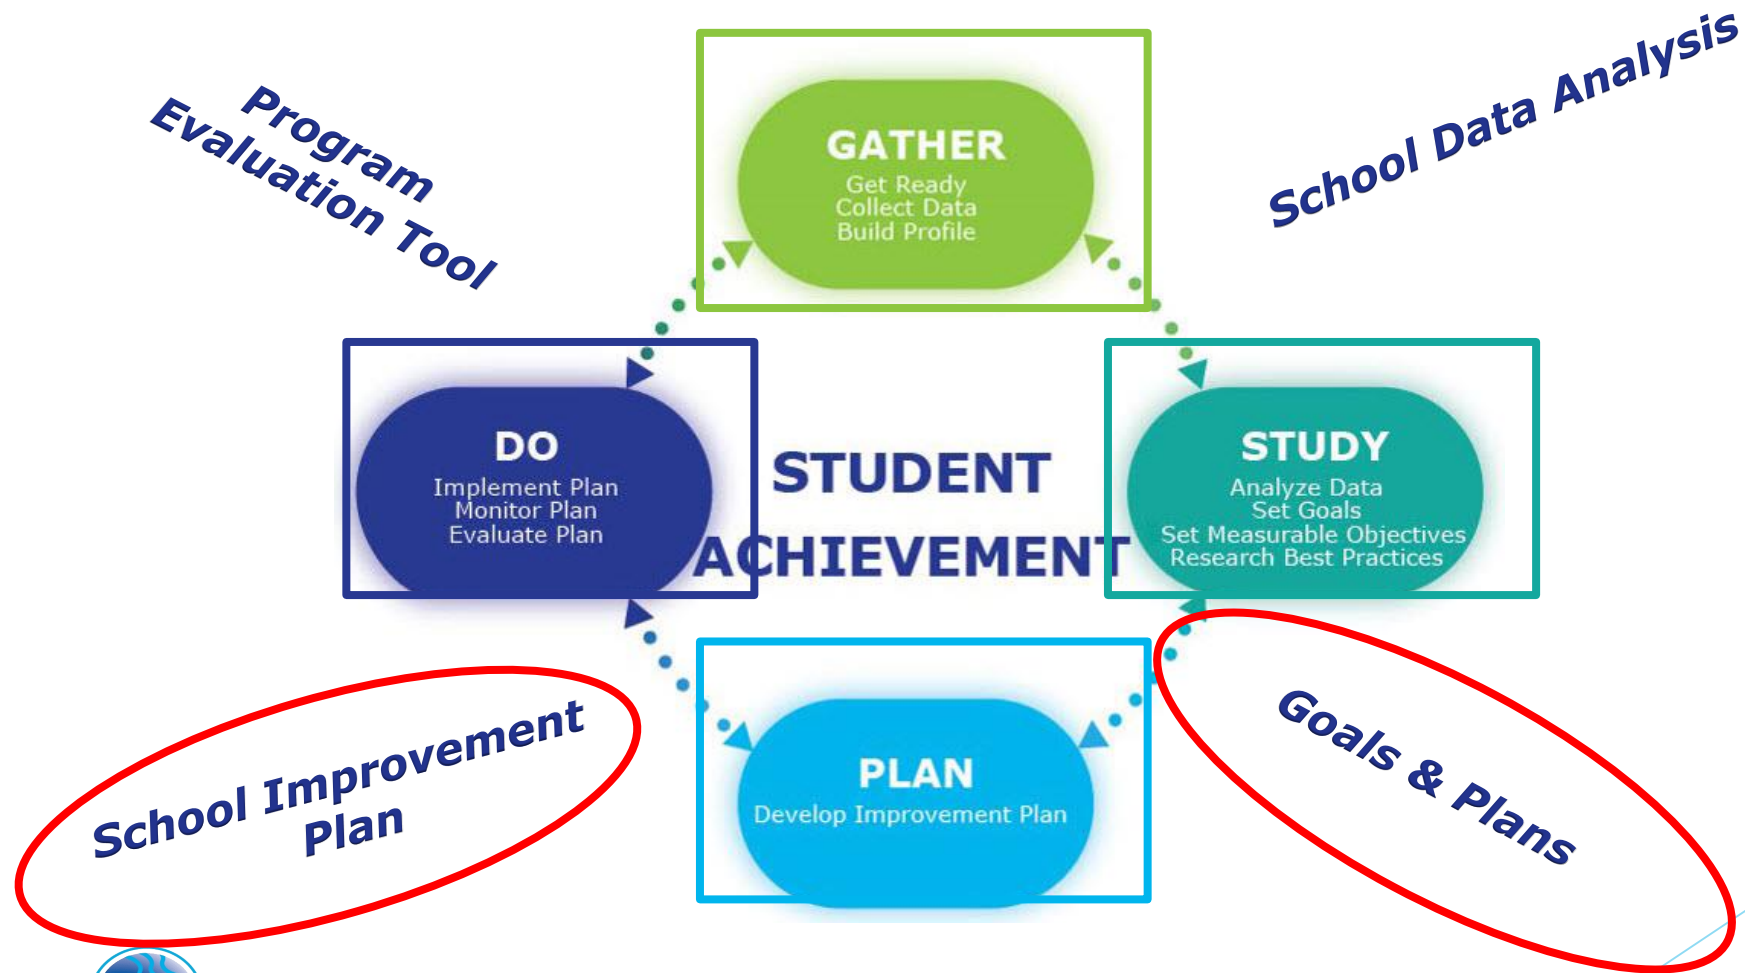 Program
Evaluation Tool
School Data Analysis
GATHER
Get Ready
Collect Data
Build Profile
DO
Implement Plan
Monitor Plan
Evaluate Plan
STUDENT
ACHIEVEMENT
STUDY
Analyze Data
Set Goals
Set Measurable Objectives
Research Best Practices
School Improvement
Plan
PLAN
Develop Improvement Plan
Goals & Plans